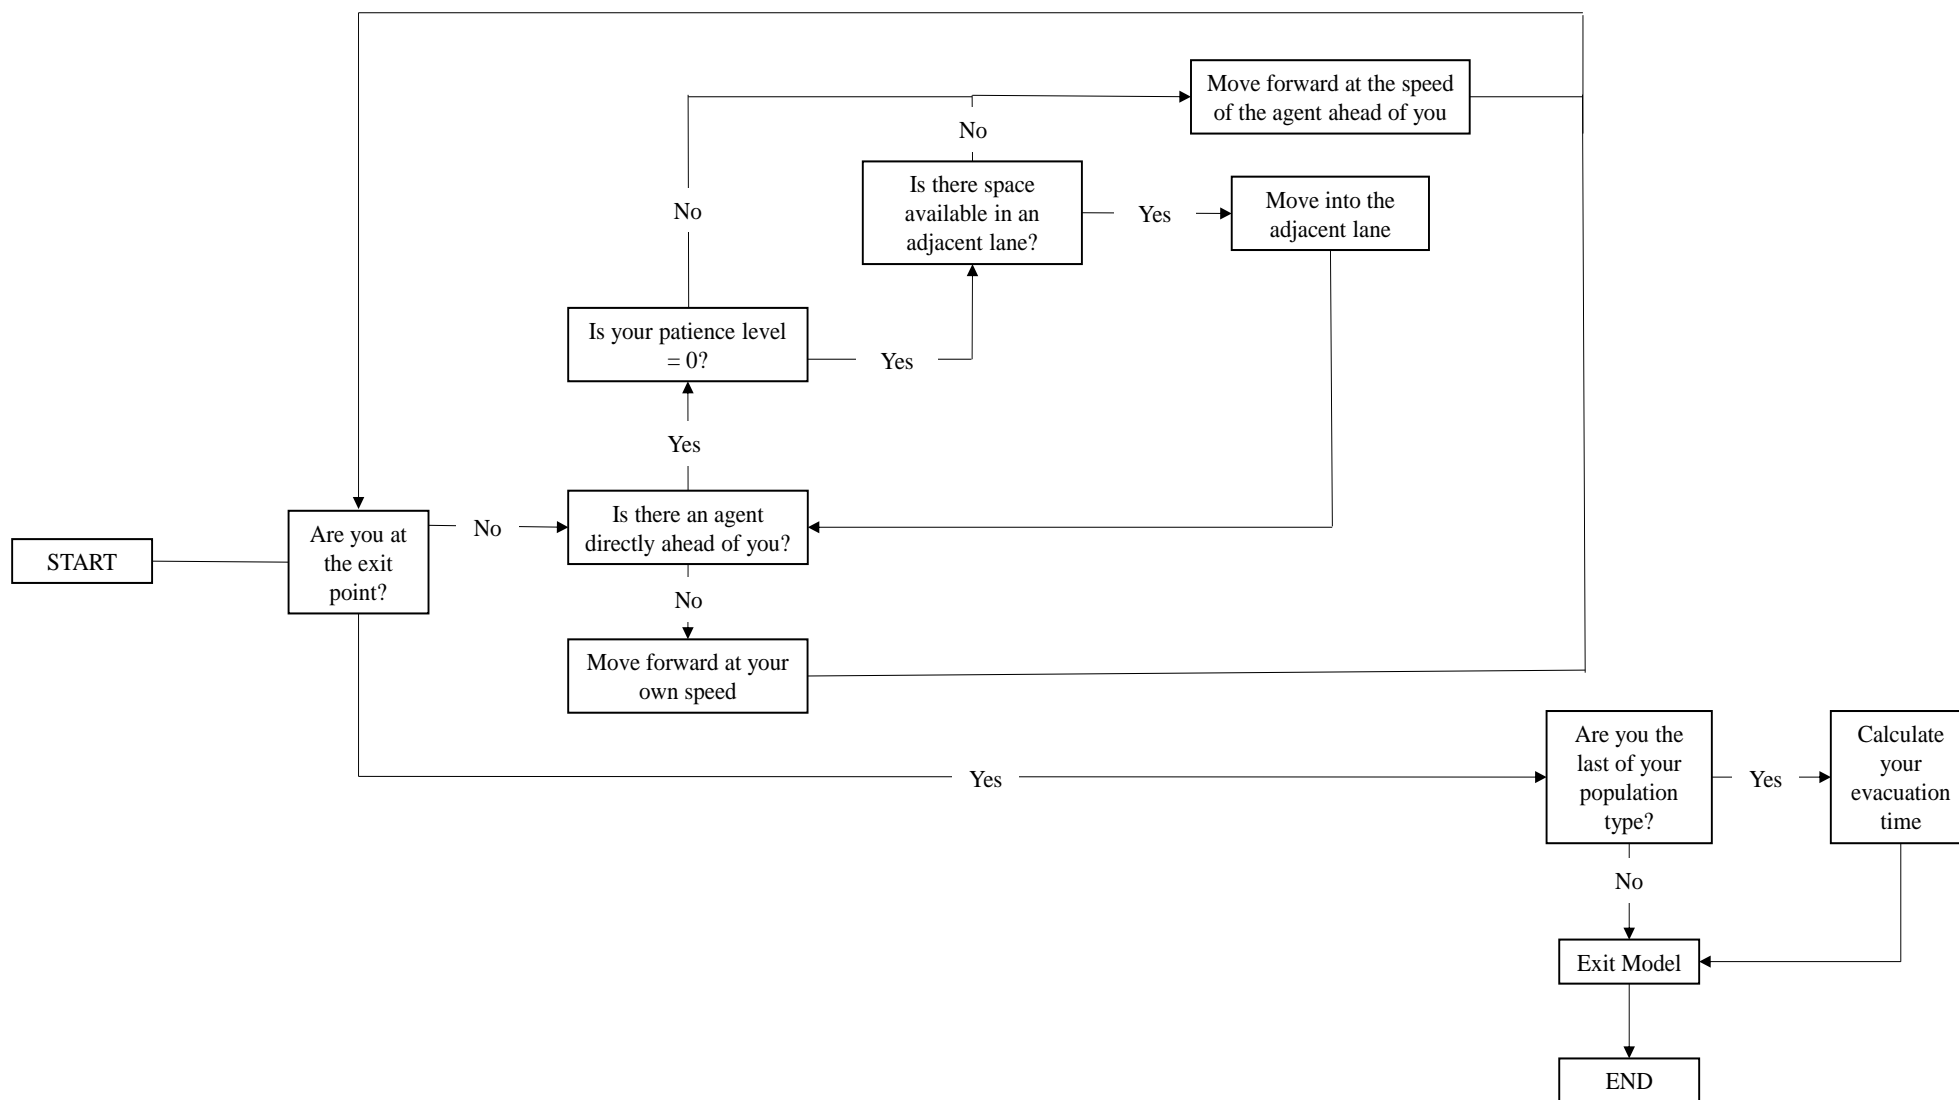 Move forward at the speed
of the agent ahead of you
No
Is there space
available in an
adjacent lane?
Yes
Move into the
adjacent lane
No
Is your patience level
= 0?
Yes
Yes
START
Are you at
the exit
point?
No
Is there an agent
directly ahead of you?
No
Move forward at your
own speed
Yes
Are you the
last of your
population
type?
Yes
Calculate
your
evacuation
time
No
Exit Model
END